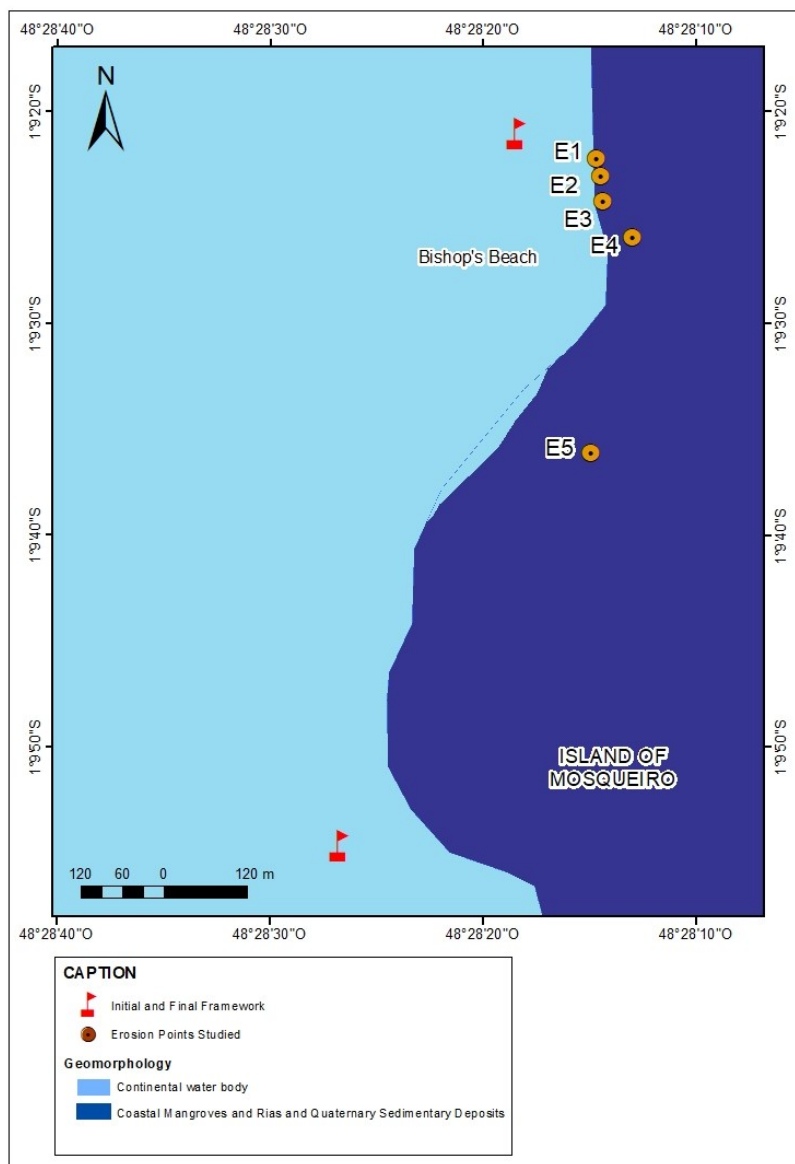 48°28'40"O 48°28'30"O 48°28'20"O 48°28'10"O
N
1°9'20"S 1°9'20"S
E1
E2
E3
E4
Bishop's Beach
1°9'30"S 1°9'30"S
E5
1°9'40"S 1°9'40"S
1°9'50"S 1°9'50"S
ISLAND OF
MOSQUEIRO
120 60 0 120 m
48°28'40"O 48°28'30"O 48°28'20"O 48°28'10"O
CAPTION
Initial and Final Framework
Erosion Points Studied
Geomorphology
Continental water body
Coastal Mangroves and Rias and Quaternary Sedimentary Deposits